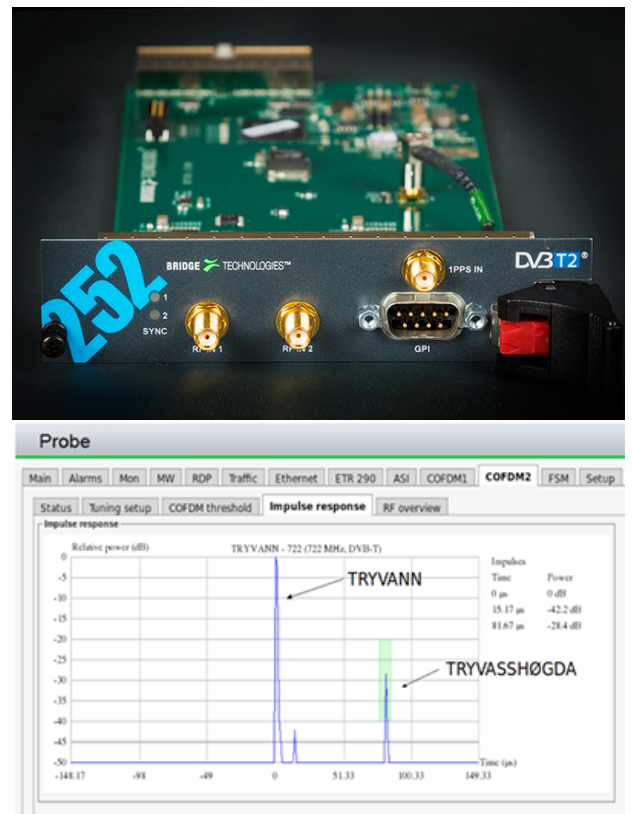 BRIDGE TECHNOLOGIES™
1PPS IN
DVB T2®
252
1
2
SYNC
RF IN 1
RF IN 2
GPI
Probe
Main Alarms Mon MW RDP Traffic Ethernet ETR 290 ASI COFDM1 COFDM2 FSM Setup
Status Tuning setup COFDM threshold Impulse response RF overview
Impulse response
Relative power (dB)
TRYVANN - 722 (722 MHz, DVB-T)
Impulses
Time Power
0 µs 0 dB
15.17 µs -42.2 dB
81.67 µs -28.4 dB
TRYVANN
TRYVASSHØGDA
0
-5
-10
-15
-20
-25
-30
-35
-40
-45
-50
Time (µs)
-148.17 -98 -49 0 51.33 100.33 149.33